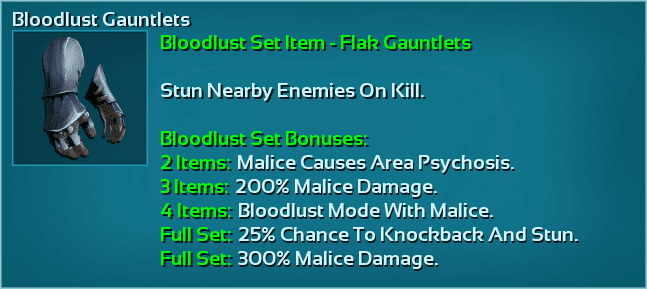 Bloodlust Gauntlets
Bloodlust Set Item - Flak Gauntlets
Stun Nearby Enemies On Kill.
Bloodlust Set Bonuses:
2 Items: Malice Causes Area Psychosis.
3 Items: 200% Malice Damage.
4 Items: Bloodlust Mode With Malice.
Full Set: 25% Chance To Knockback And Stun.
Full Set: 300% Malice Damage.